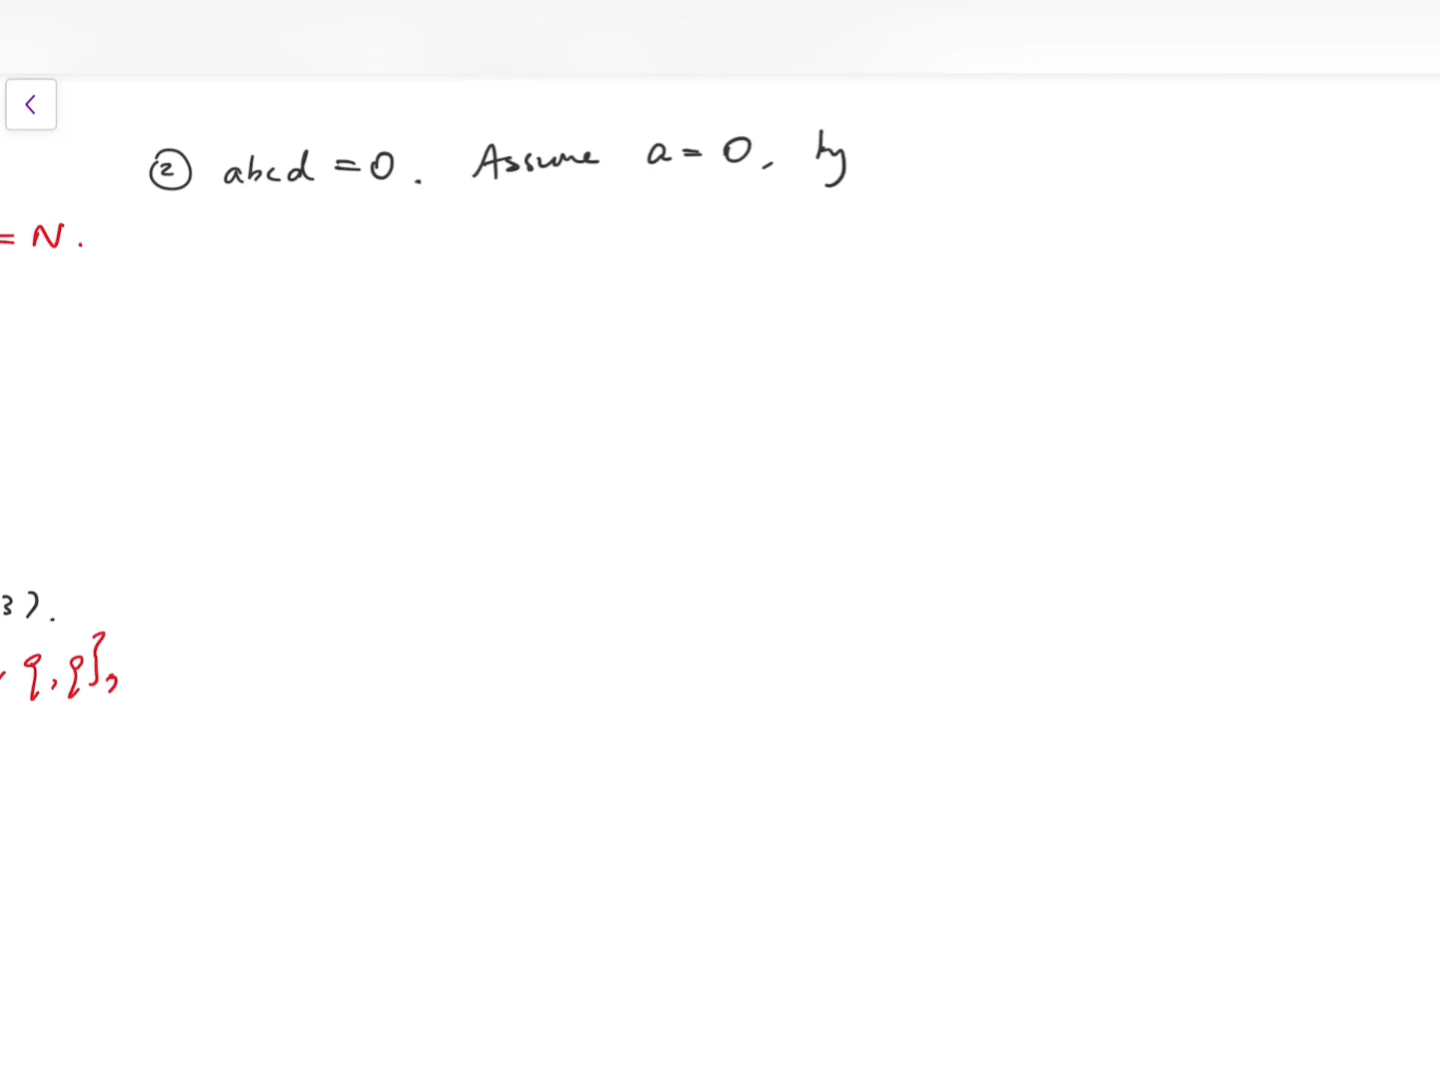 ② abcd = 0. Assume a = 0, by
= N.
3).
q, q},